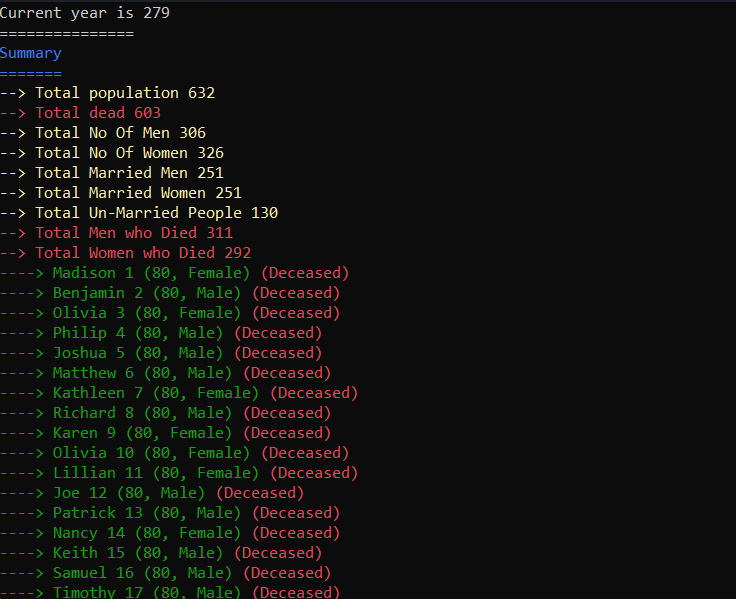 Current year is 279
===============
Summary
=======
--> Total population 632
--> Total dead 603
--> Total No Of Men 306
--> Total No Of Women 326
--> Total Married Men 251
--> Total Married Women 251
--> Total Un-Married People 130
--> Total Men who Died 311
--> Total Women who Died 292
----> Madison 1 (80, Female) (Deceased)
----> Benjamin 2 (80, Male) (Deceased)
----> Olivia 3 (80, Female) (Deceased)
----> Philip 4 (80, Male) (Deceased)
----> Joshua 5 (80, Male) (Deceased)
----> Matthew 6 (80, Male) (Deceased)
----> Kathleen 7 (80, Female) (Deceased)
----> Richard 8 (80, Male) (Deceased)
----> Karen 9 (80, Female) (Deceased)
----> Olivia 10 (80, Female) (Deceased)
----> Lillian 11 (80, Female) (Deceased)
----> Joe 12 (80, Male) (Deceased)
----> Patrick 13 (80, Male) (Deceased)
----> Nancy 14 (80, Female) (Deceased)
----> Keith 15 (80, Male) (Deceased)
----> Samuel 16 (80, Male) (Deceased)
----> Timothy 17 (80, Male) (Deceased)